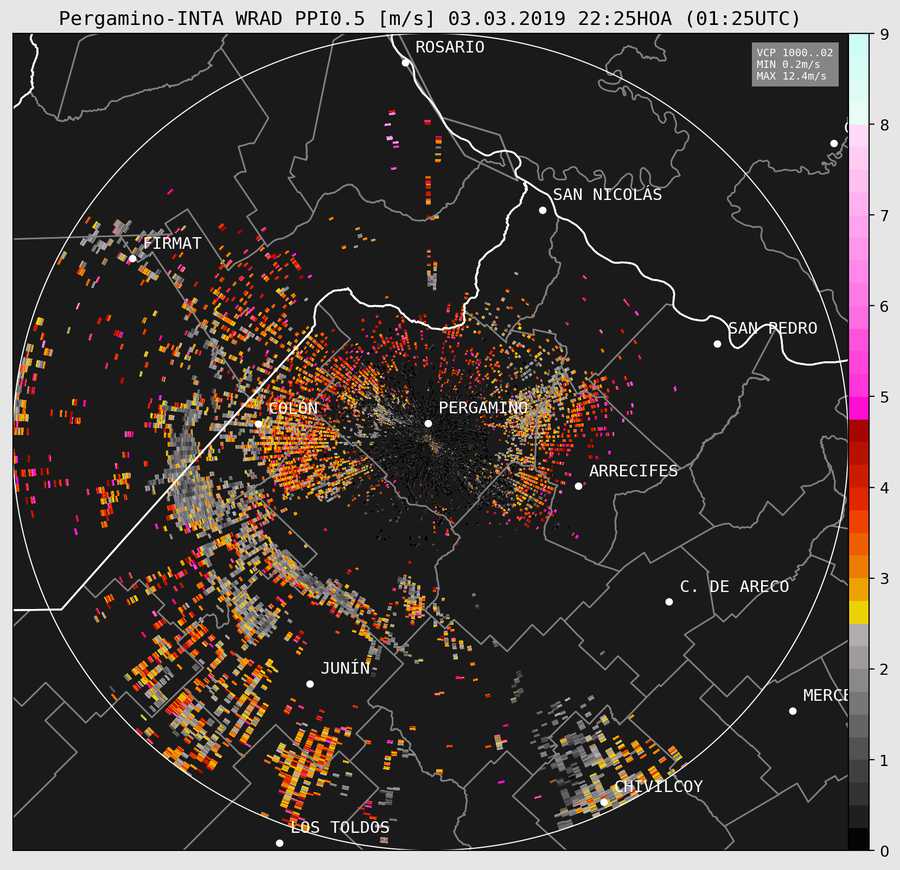 Pergamino-INTA WRAD PPI0.5 [m/s] 03.03.2019 22:25HOA (01:25UTC)
VCP 1000..02
MIN 0.2m/s
MAX 12.4m/s
ROSARIO
SAN NICOLÁS
FIRMAT
SAN PEDRO
COLÓN
PERGAMINO
ARRECIFES
C. DE ARECO
JUNÍN
MERCE
CHIVILCOY
LOS TOLDOS
9
8
7
6
5
4
3
2
1
0